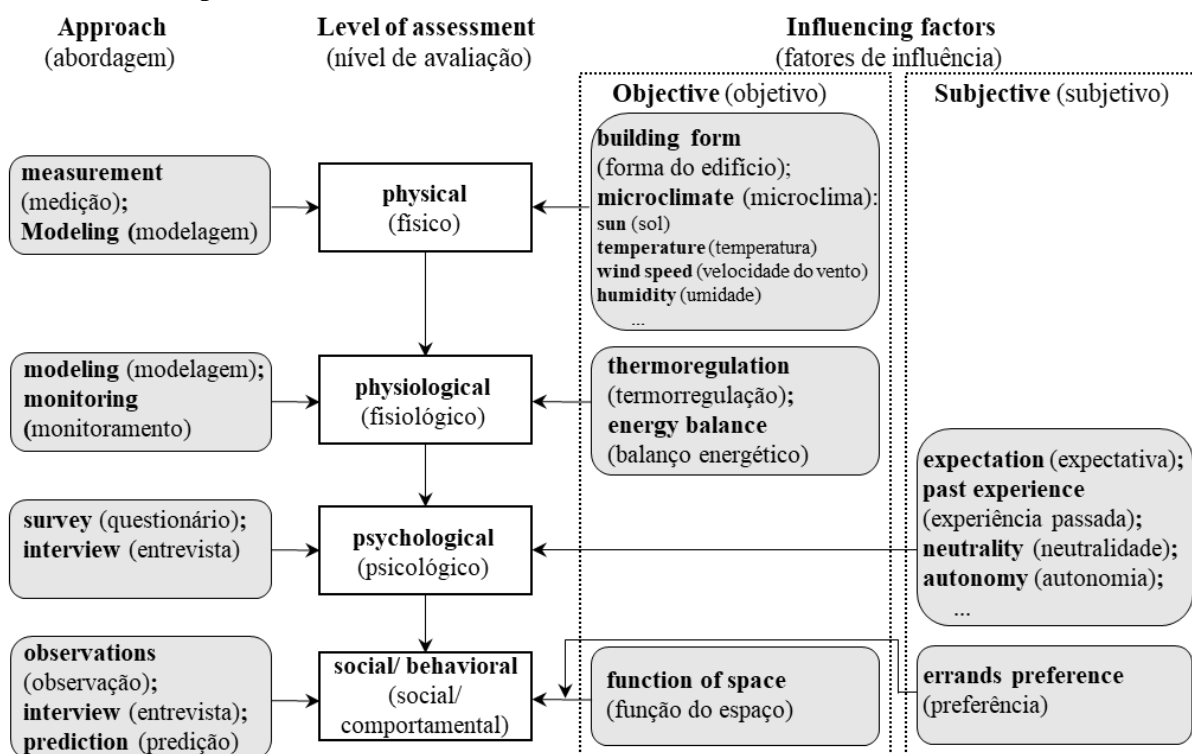 Approach
(abordagem)
Level of assessment
(nível de avaliação)
Influencing factors
(fatores de influência)
Objective (objetivo)
Subjective (subjetivo)
measurement
(medição);
Modeling (modelagem)
physical
(físico)
building form
(forma do edifício);
microclimate (microclima):
sun (sol)
temperature (temperatura)
wind speed (velocidade do vento)
humidity (umidade)
...
modeling (modelagem);
monitoring
(monitoramento)
physiological
(fisiológico)
thermoregulation
(termorregulação);
energy balance
(balanço energético)
survey (questionário);
interview (entrevista)
psychological
(psicológico)
expectation (expectativa);
past experience
(experiência passada);
neutrality (neutralidade);
autonomy (autonomia);
...
observations
(observação);
interview (entrevista);
prediction (predição)
social/ behavioral
(social/
comportamental)
function of space
(função do espaço)
errands preference
(preferência)